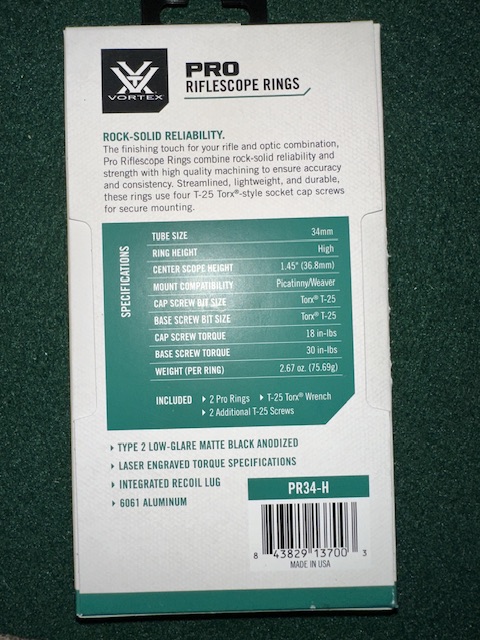 VORTEX
PRO
RIFLESCOPE RINGS
ROCK-SOLID RELIABILITY.
The finishing touch for your rifle and optic combination,
Pro Riflescope Rings combine rock-solid reliability and
strength with high quality machining to ensure accuracy
and consistency. Streamlined, lightweight, and durable,
these rings use four T-25 Torx®-style socket cap screws
for secure mounting.
SPECIFICATIONS
TUBE SIZE 34mm
RING HEIGHT High
CENTER SCOPE HEIGHT 1.45" (36.8mm)
MOUNT COMPATIBILITY Picatinny/Weaver
CAP SCREW BIT SIZE Torx® T-25
BASE SCREW BIT SIZE Torx® T-25
CAP SCREW TORQUE 18 in-lbs
BASE SCREW TORQUE 30 in-lbs
WEIGHT (PER RING) 2.67 oz. (75.69g)
INCLUDED 2 Pro Rings T-25 Torx® Wrench
2 Additional T-25 Screws
TYPE 2 LOW-GLARE MATTE BLACK ANODIZED
LASER ENGRAVED TORQUE SPECIFICATIONS
INTEGRATED RECOIL LUG
6061 ALUMINUM
PR34-H
8 43829 13700 3
MADE IN USA